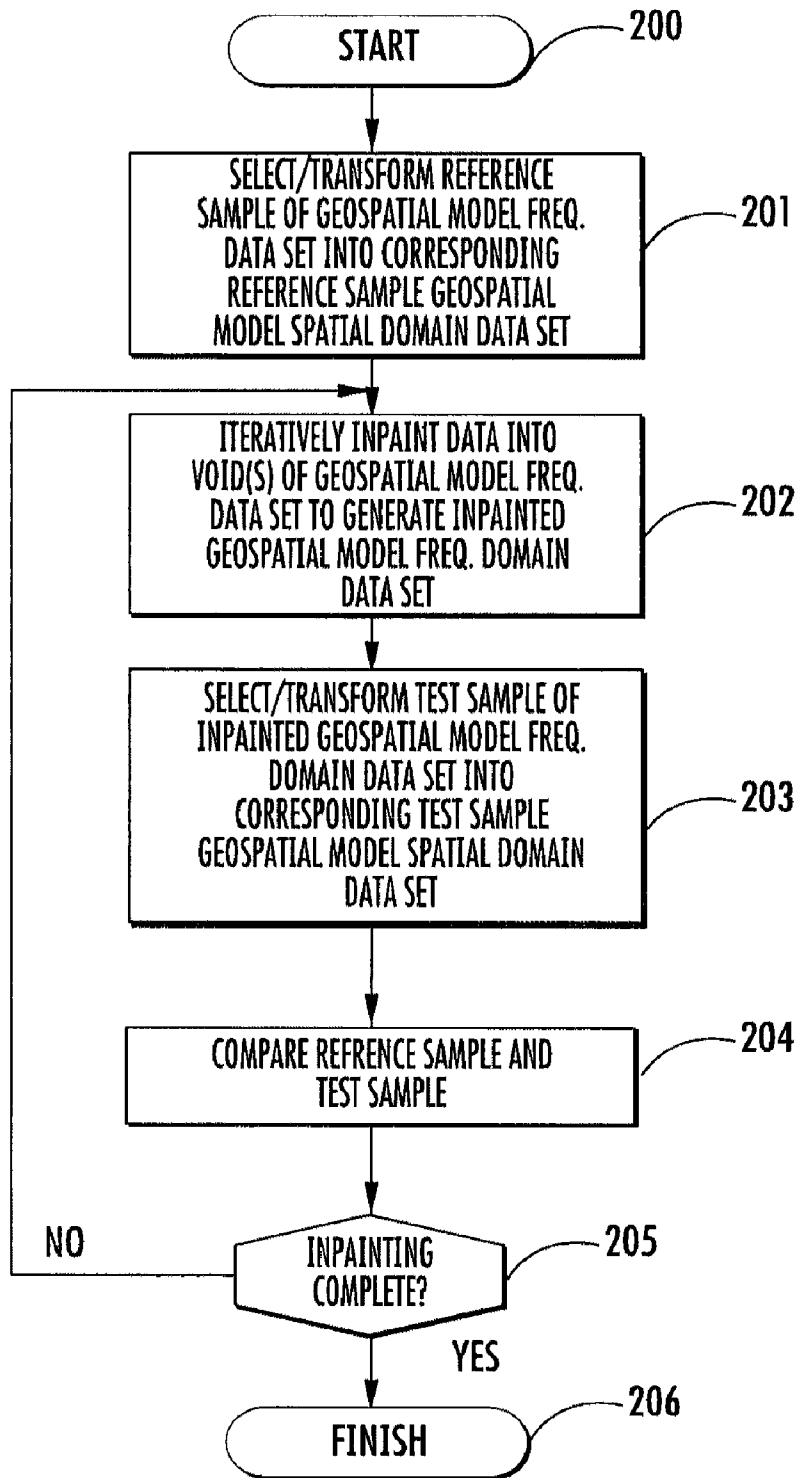 START
200
SELECT/TRANSFORM REFERENCE
SAMPLE OF GEOSPATIAL MODEL FREQ.
DATA SET INTO CORRESPONDING
REFERENCE SAMPLE GEOSPATIAL
MODEL SPATIAL DOMAIN DATA SET
201
ITERATIVELY INPAINT DATA INTO
VOID(S) OF GEOSPATIAL MODEL FREQ.
DATA SET TO GENERATE INPAINTED
GEOSPATIAL MODEL FREQ. DOMAIN
DATA SET
202
SELECT/TRANSFORM TEST SAMPLE OF
INPAINTED GEOSPATIAL MODEL FREQ.
DOMAIN DATA SET INTO
CORRESPONDING TEST SAMPLE
GEOSPATIAL MODEL SPATIAL DOMAIN
DATA SET
203
COMPARE REFRENCE SAMPLE AND
TEST SAMPLE
204
NO
INPAINTING
COMPLETE?
205
YES
FINISH
206